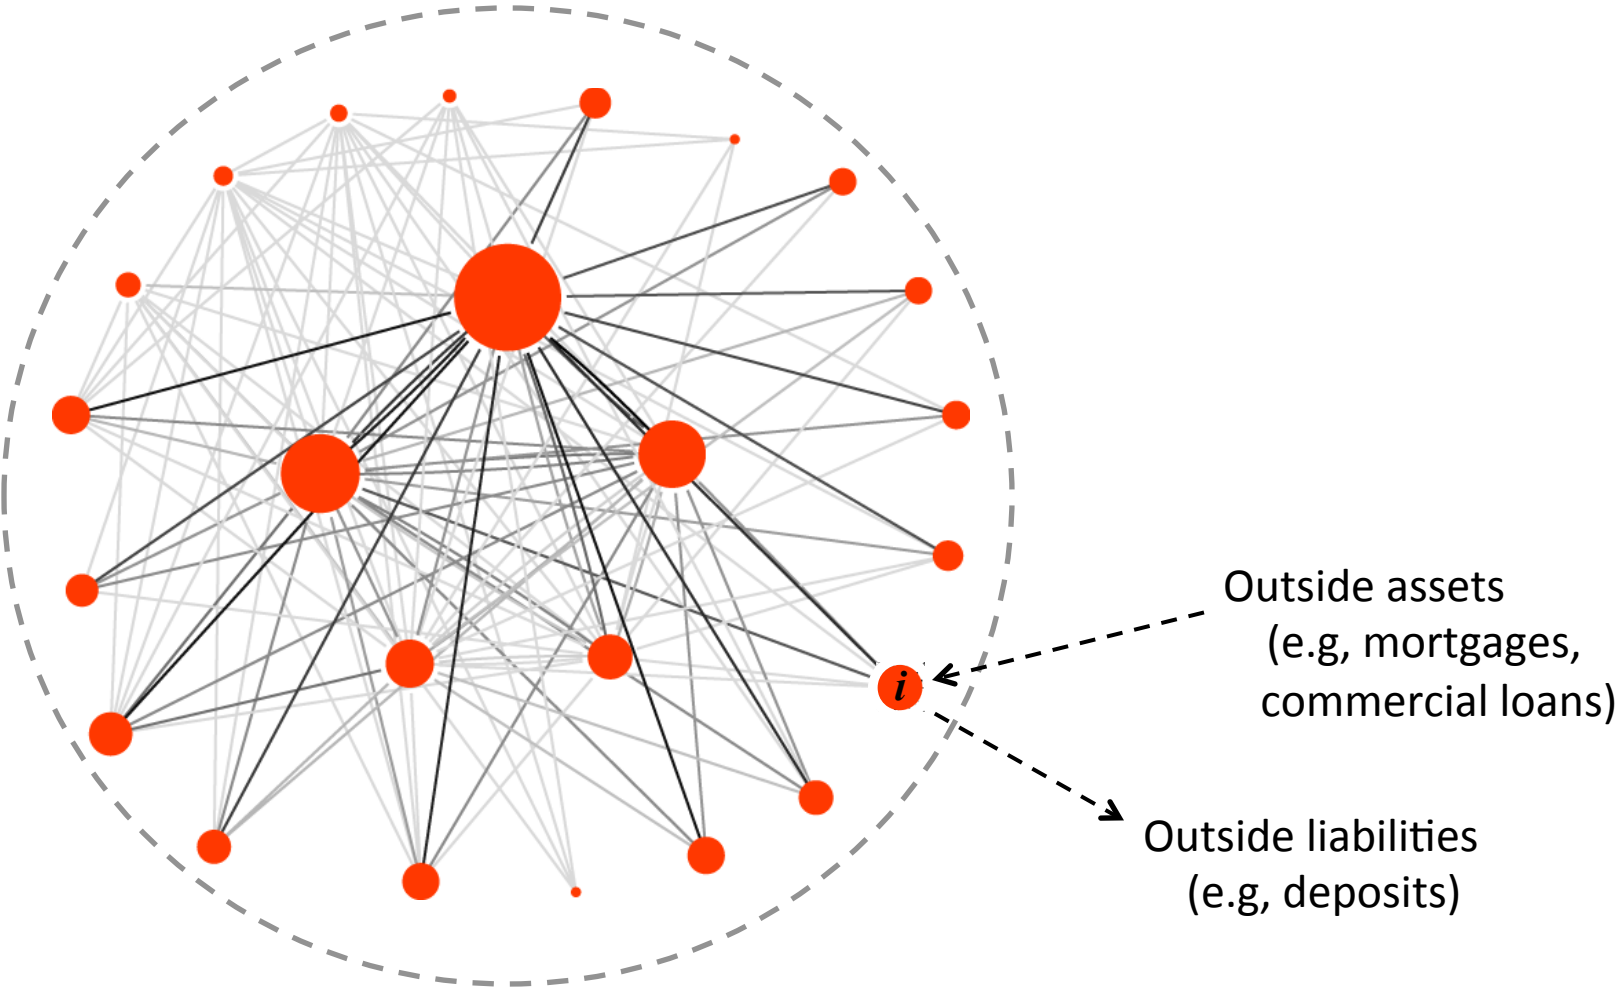 Outside assets
(e.g, mortgages,
commercial loans)
i
Outside liabilities
(e.g, deposits)